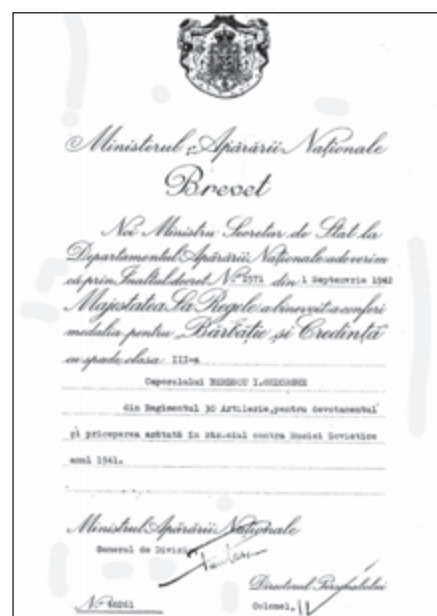 Ministerul Apărării Naționale
Brevet
Noi Ministru Secretar de Stat la
Departamentul Apărării Naționale adeverim
că prin Înaltul decret № 2571 din 1 Septemvrie 1942
Majestatea Sa Regele a binevoit a conferi
medalia pentru „Bărbăție și Credință
cu spade clasa III-a
Caporalului I. GHEORGHE
din Regimentul 30 Artilerie, pentru devotamentul
și priceperea arătată în războiul contra Rusiei Sovietice
anul 1941.
Ministrul Apărării Naționale
General de Divizie
Directorul Personalului
№
Colonel,